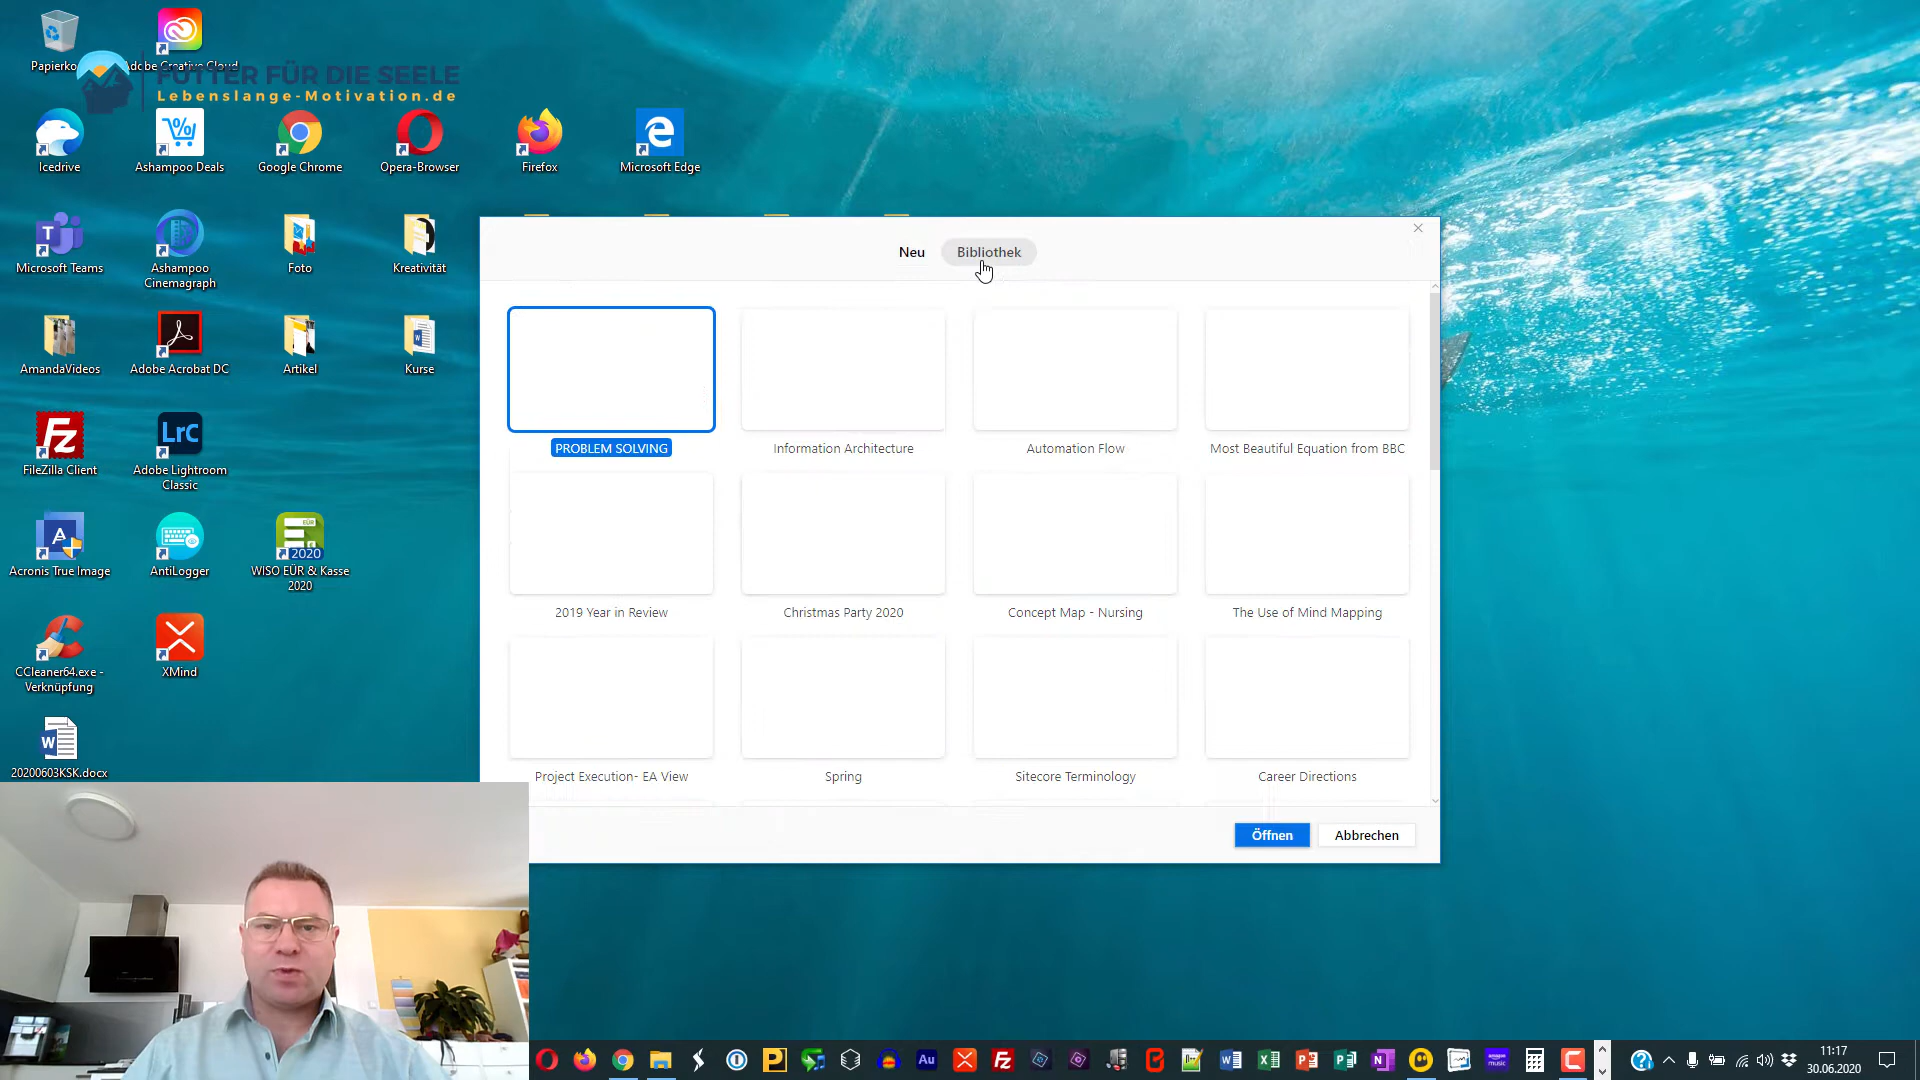 Papierko
Adobe Creative Cloud
FUTTER FÜR DIE SEELE
Lebenslange-Motivation.de
Icedrive
Ashampoo Deals
Google Chrome
Opera-Browser
Firefox
Microsoft Edge
Microsoft Teams
Ashampoo
Cinemagraph
Foto
Kreativität
AmandaVideos
Adobe Acrobat DC
Artikel
Kurse
FileZilla Client
Adobe Lightroom
Classic
Acronis True Image
AntiLogger
WISO EÜR & Kasse
2020
CCleaner64.exe -
Verknüpfung
XMind
20200603KSK.docx
Neu
Bibliothek
PROBLEM SOLVING
Information Architecture
Automation Flow
Most Beautiful Equation from BBC
2019 Year in Review
Christmas Party 2020
Concept Map - Nursing
The Use of Mind Mapping
Project Execution- EA View
Spring
Sitecore Terminology
Career Directions
Öffnen
Abbrechen
11:17
30.06.2020